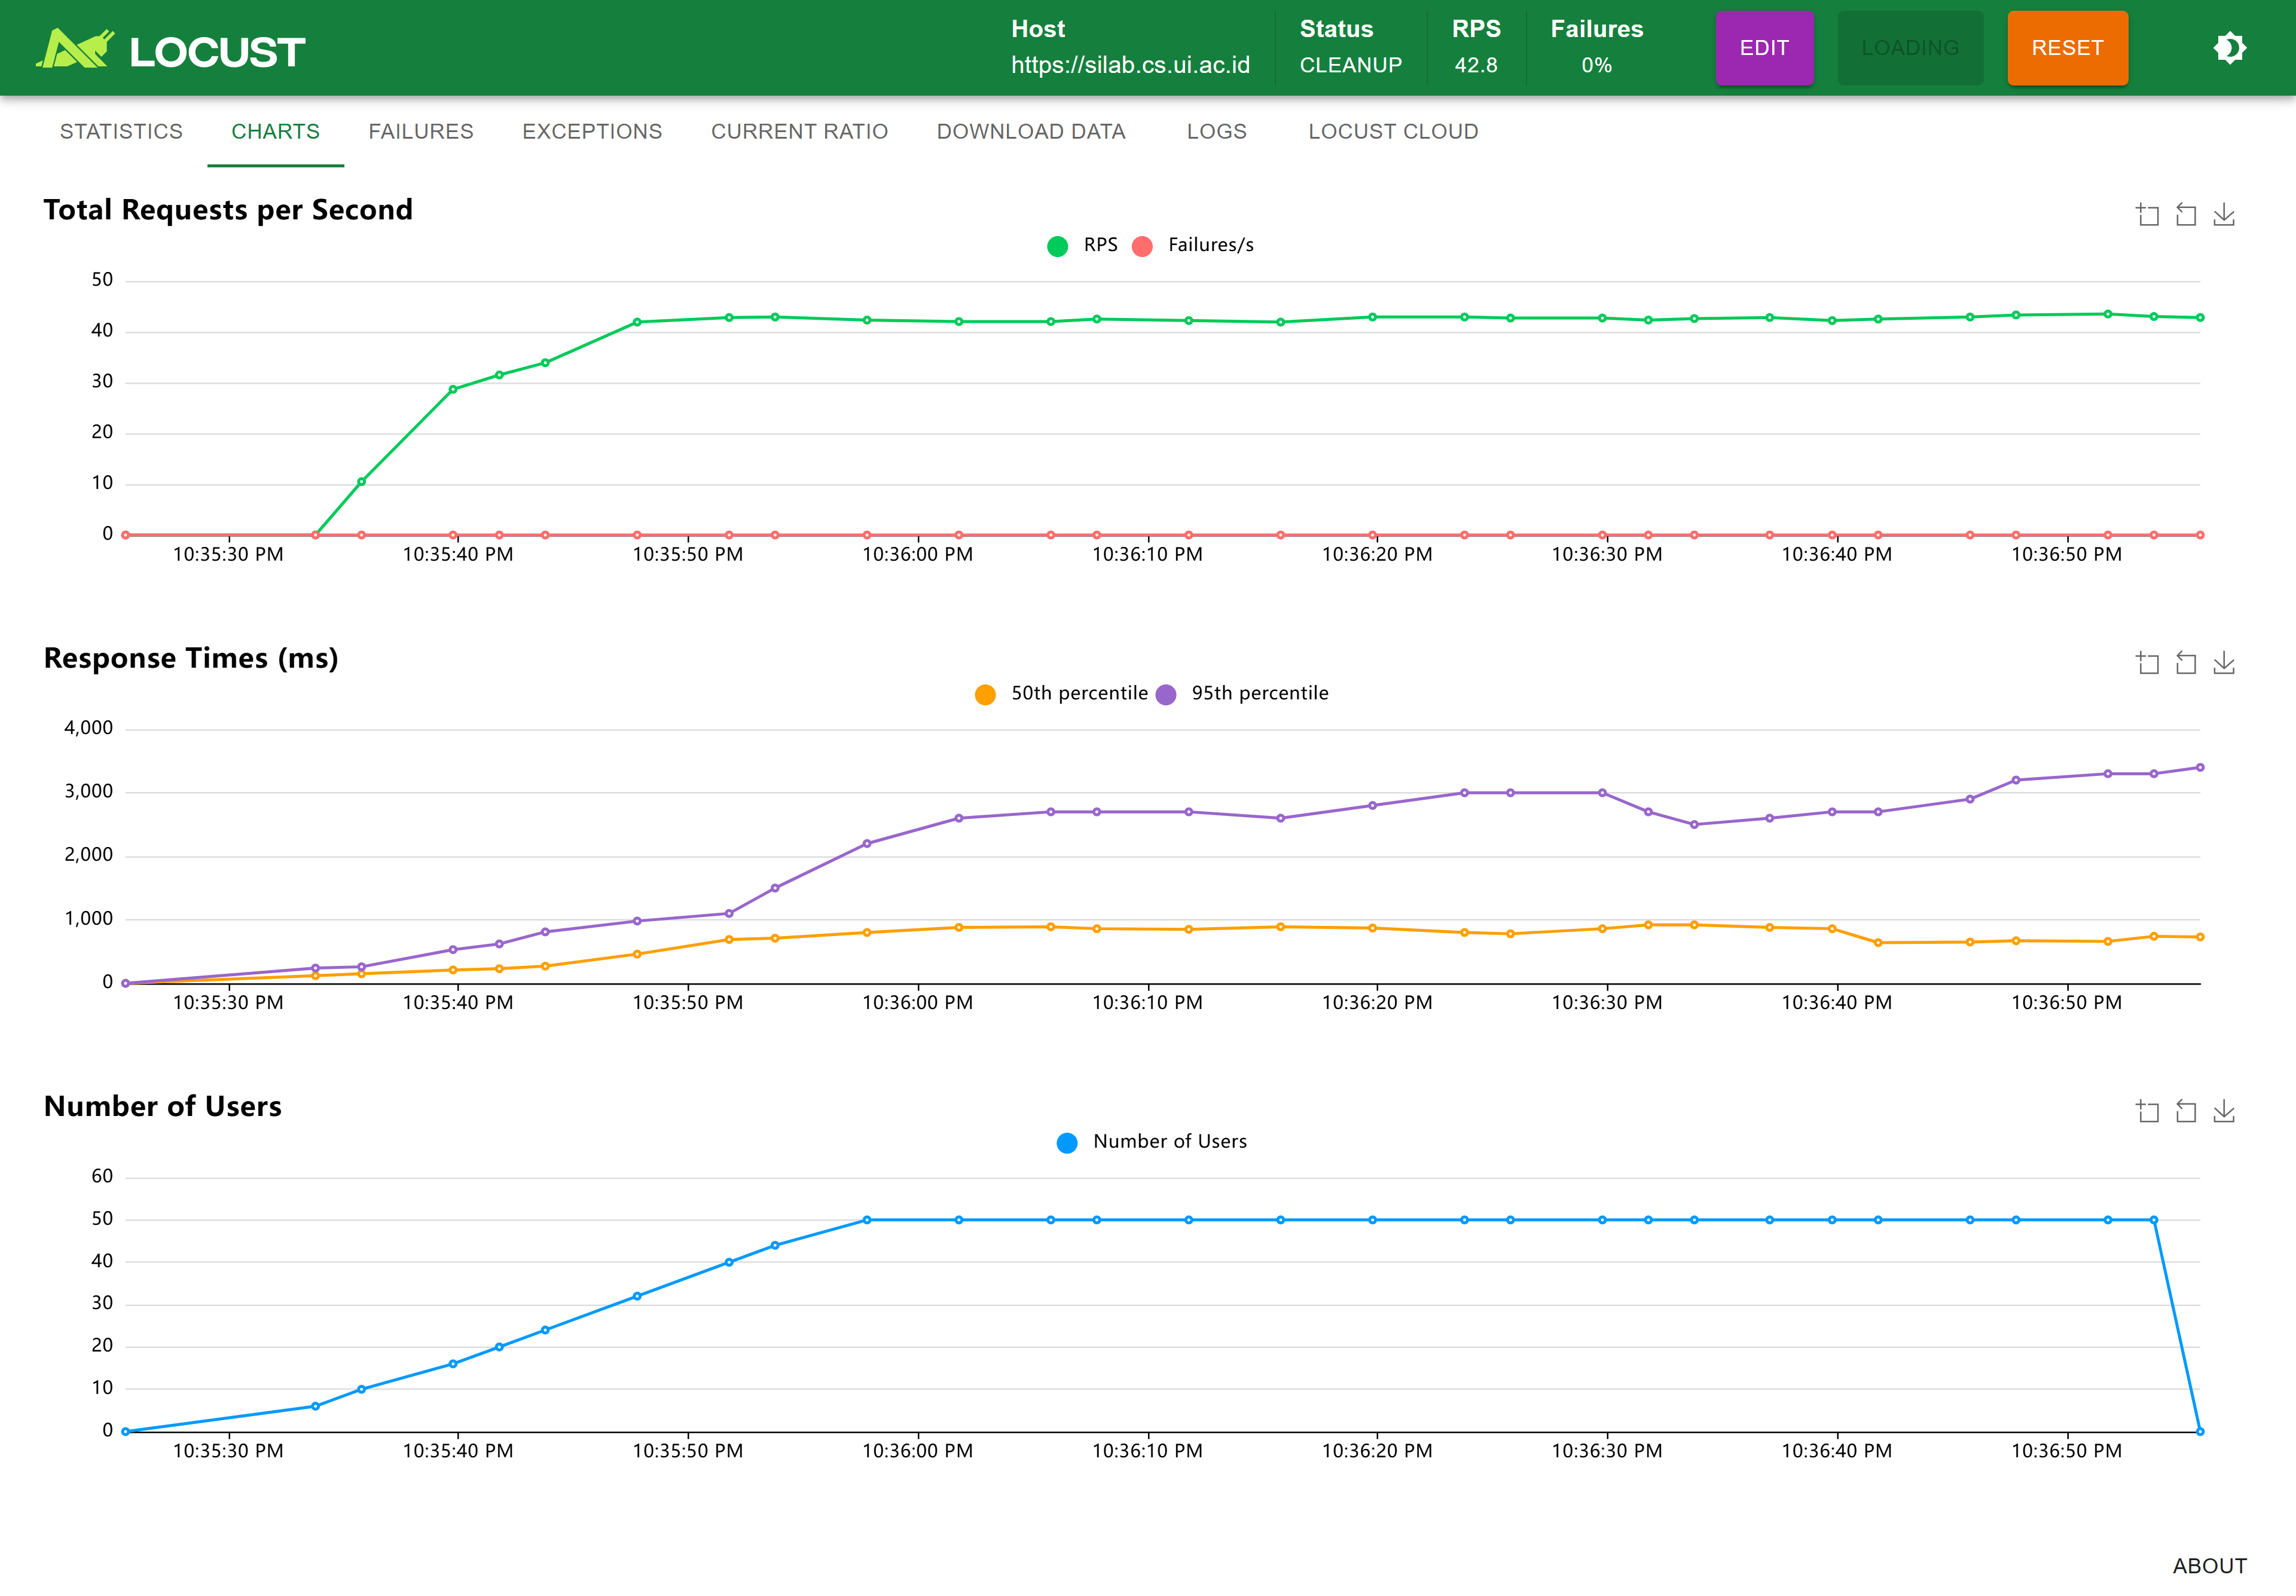 LOCUST
Host
https://silab.cs.ui.ac.id
Status
CLEANUP
RPS
42.8
Failures
0%
EDIT
LOADING
RESET
STATISTICS CHARTS FAILURES EXCEPTIONS CURRENT RATIO DOWNLOAD DATA LOGS LOCUST CLOUD
Total Requests per Second
RPS Failures/s
50
40
30
20
10
0
10:35:30 PM 10:35:40 PM 10:35:50 PM 10:36:00 PM 10:36:10 PM 10:36:20 PM 10:36:30 PM 10:36:40 PM 10:36:50 PM
Response Times (ms)
50th percentile 95th percentile
4,000
3,000
2,000
1,000
0
10:35:30 PM 10:35:40 PM 10:35:50 PM 10:36:00 PM 10:36:10 PM 10:36:20 PM 10:36:30 PM 10:36:40 PM 10:36:50 PM
Number of Users
Number of Users
60
50
40
30
20
10
0
10:35:30 PM 10:35:40 PM 10:35:50 PM 10:36:00 PM 10:36:10 PM 10:36:20 PM 10:36:30 PM 10:36:40 PM 10:36:50 PM
ABOUT